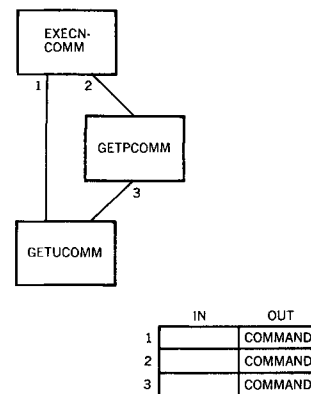 EXECN-
COMM
1 2
GETPCOMM
3
GETUCOMM
IN OUT
1 COMMAND
2 COMMAND
3 COMMAND